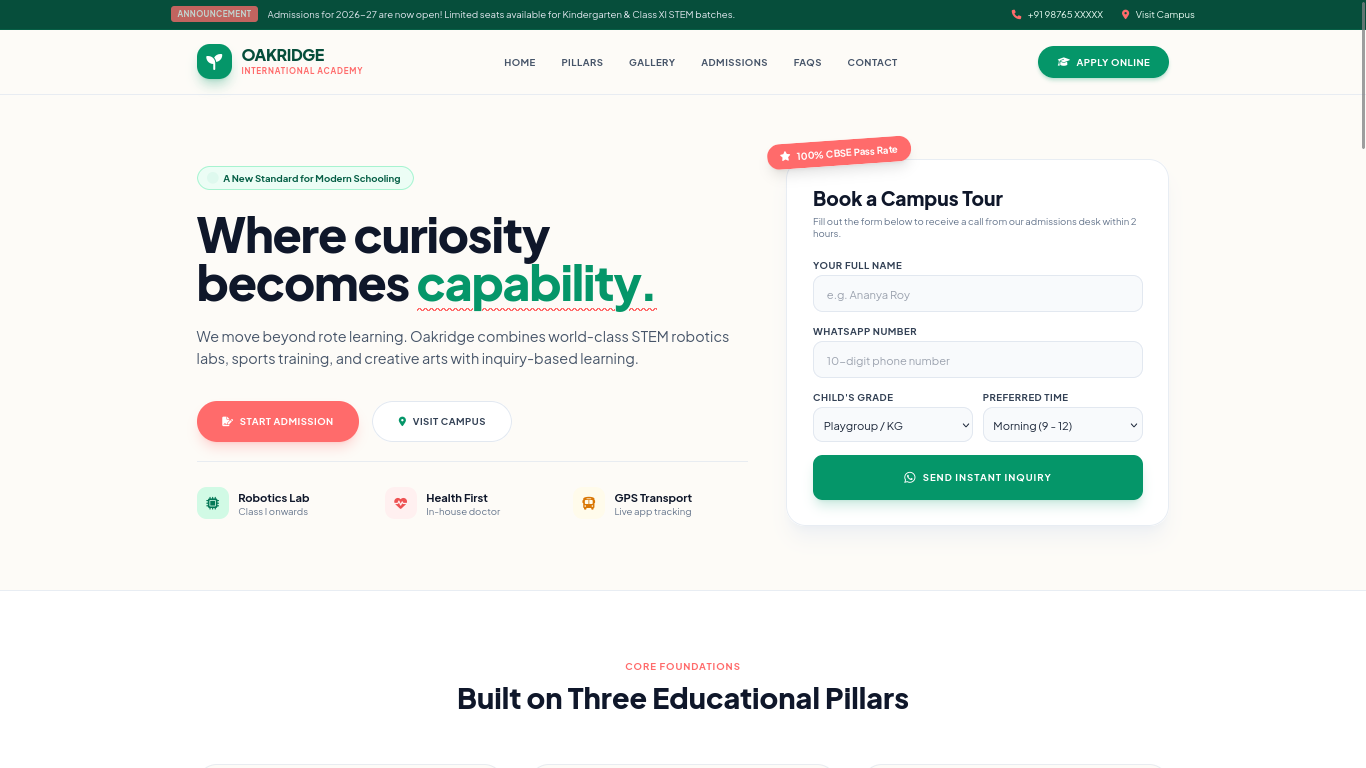 ANNOUNCEMENT Admissions for 2026–27 are now open! Limited seats available for Kindergarten & Class XI STEM batches. +91 98765 XXXXX Visit Campus
OAKRIDGE
INTERNATIONAL ACADEMY
HOME PILLARS GALLERY ADMISSIONS FAQS CONTACT
APPLY ONLINE
A New Standard for Modern Schooling
Where curiosity
becomes capability.
We move beyond rote learning. Oakridge combines world-class STEM robotics
labs, sports training, and creative arts with inquiry-based learning.
START ADMISSION VISIT CAMPUS
Robotics Lab
Class I onwards
Health First
In-house doctor
GPS Transport
Live app tracking
100% CBSE Pass Rate
Book a Campus Tour
Fill out the form below to receive a call from our admissions desk within 2
hours.
YOUR FULL NAME
e.g. Ananya Roy
WHATSAPP NUMBER
10-digit phone number
CHILD'S GRADE PREFERRED TIME
Playgroup / KG Morning (9 - 12)
SEND INSTANT INQUIRY
CORE FOUNDATIONS
Built on Three Educational Pillars